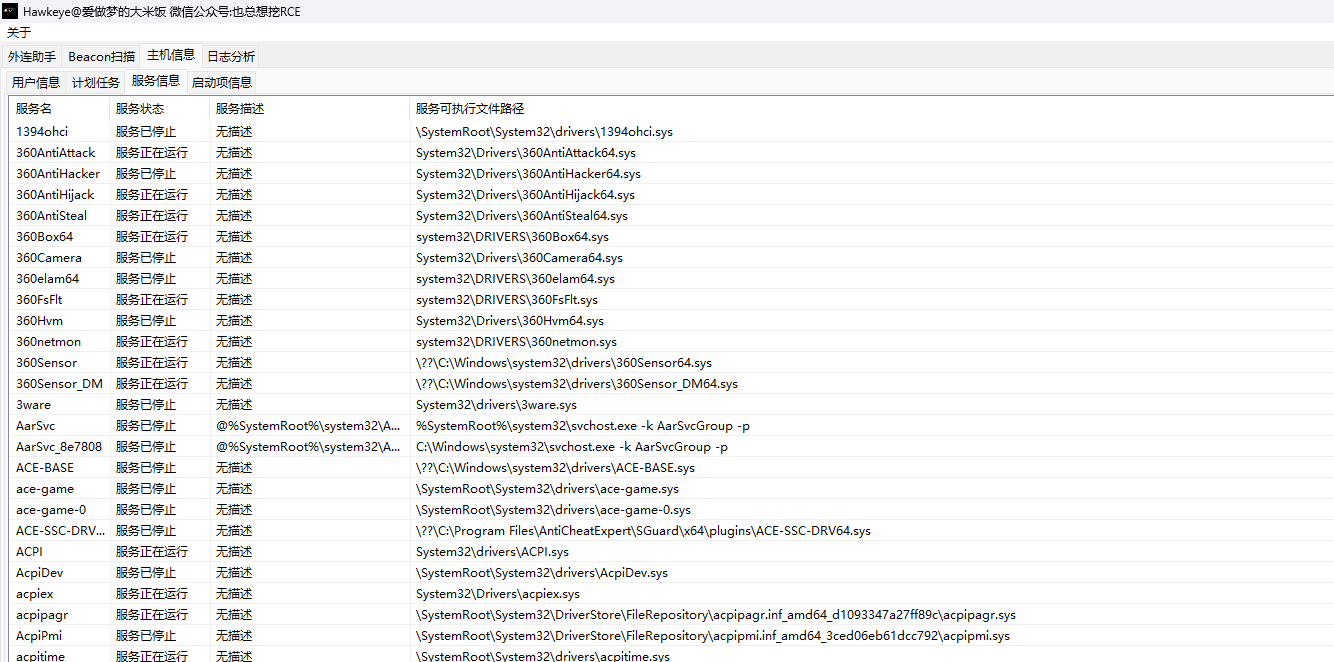 Hawkeye@爱做梦的大米饭 微信公众号:也总想挖RCE
关于
外连助手 Beacon扫描 主机信息 日志分析
用户信息 计划任务 服务信息 启动项信息
服务名 服务状态 服务描述 服务可执行文件路径
1394ohci 服务已停止 无描述 \SystemRoot\System32\drivers\1394ohci.sys
360AntiAttack 服务正在运行 无描述 System32\Drivers\360AntiAttack64.sys
360AntiHacker 服务已停止 无描述 System32\Drivers\360AntiHacker64.sys
360AntiHijack 服务正在运行 无描述 System32\Drivers\360AntiHijack64.sys
360AntiSteal 服务正在运行 无描述 System32\Drivers\360AntiSteal64.sys
360Box64 服务正在运行 无描述 system32\DRIVERS\360Box64.sys
360Camera 服务已停止 无描述 System32\Drivers\360Camera64.sys
360elam64 服务已停止 无描述 system32\DRIVERS\360elam64.sys
360FsFlt 服务正在运行 无描述 system32\DRIVERS\360FsFlt.sys
360Hvm 服务已停止 无描述 System32\Drivers\360Hvm64.sys
360netmon 服务正在运行 无描述 system32\DRIVERS\360netmon.sys
360Sensor 服务正在运行 无描述 \??\C:\Windows\system32\drivers\360Sensor64.sys
360Sensor_DM 服务正在运行 无描述 \??\C:\Windows\system32\drivers\360Sensor_DM64.sys
3ware 服务已停止 无描述 System32\drivers\3ware.sys
AarSvc 服务已停止 @%SystemRoot%\system32\A... %SystemRoot%\system32\svchost.exe -k AarSvcGroup -p
AarSvc_8e7808 服务已停止 @%SystemRoot%\system32\A... C:\Windows\system32\svchost.exe -k AarSvcGroup -p
ACE-BASE 服务已停止 无描述 \??\C:\Windows\system32\drivers\ACE-BASE.sys
ace-game 服务已停止 无描述 \SystemRoot\System32\drivers\ace-game.sys
ace-game-0 服务已停止 无描述 \SystemRoot\System32\drivers\ace-game-0.sys
ACE-SSC-DRV... 服务已停止 无描述 \??\C:\Program Files\AntiCheatExpert\SGuard\x64\plugins\ACE-SSC-DRV64.sys
ACPI 服务正在运行 无描述 System32\drivers\ACPI.sys
AcpiDev 服务已停止 无描述 \SystemRoot\System32\drivers\AcpiDev.sys
acpiex 服务正在运行 无描述 System32\Drivers\acpiex.sys
acpipagr 服务正在运行 无描述 \SystemRoot\System32\DriverStore\FileRepository\acpipagr.inf_amd64_d1093347a27ff89c\acpipagr.sys
AcpiPmi 服务已停止 无描述 \SystemRoot\System32\DriverStore\FileRepository\acpipmi.inf_amd64_3ced06eb61dcc792\acpipmi.sys
acpitime 服务正在运行 无描述 \SystemRoot\System32\drivers\acpitime.sys